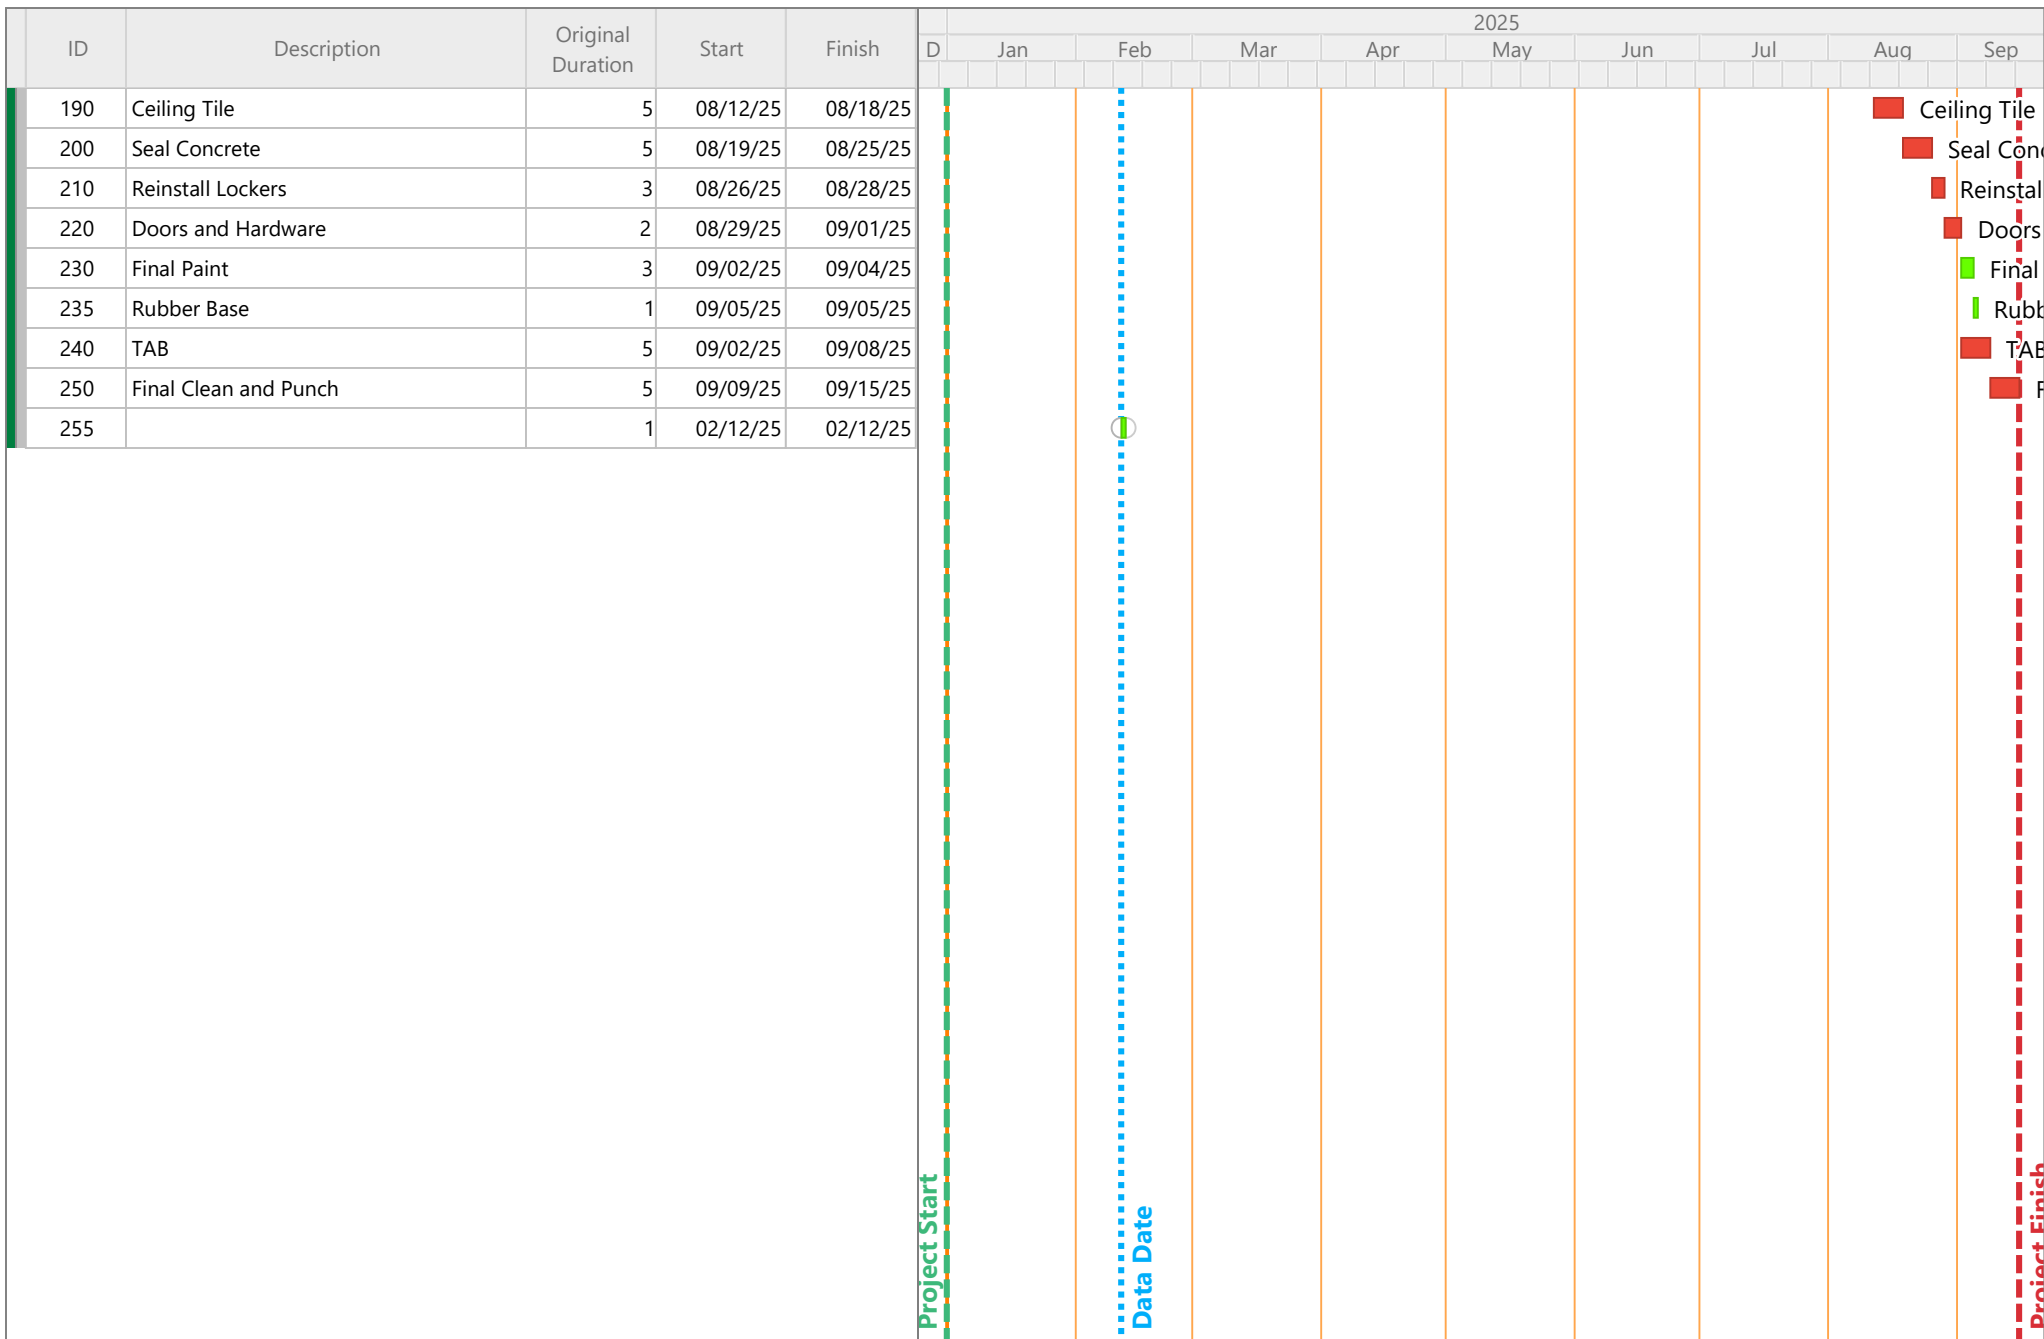 2025
ID Description Original Duration Start Finish D Jan Feb Mar Apr May Jun Jul Aug Sep
190 Ceiling Tile 5 08/12/25 08/18/25 Ceiling Tile
200 Seal Concrete 5 08/19/25 08/25/25 Seal Conc
210 Reinstall Lockers 3 08/26/25 08/28/25 Reinstal
220 Doors and Hardware 2 08/29/25 09/01/25 Doors
230 Final Paint 3 09/02/25 09/04/25 Final
235 Rubber Base 1 09/05/25 09/05/25 Rubb
240 TAB 5 09/02/25 09/08/25 TAB
250 Final Clean and Punch 5 09/09/25 09/15/25 F
255 1 02/12/25 02/12/25
Project Start
Data Date
Project Finish